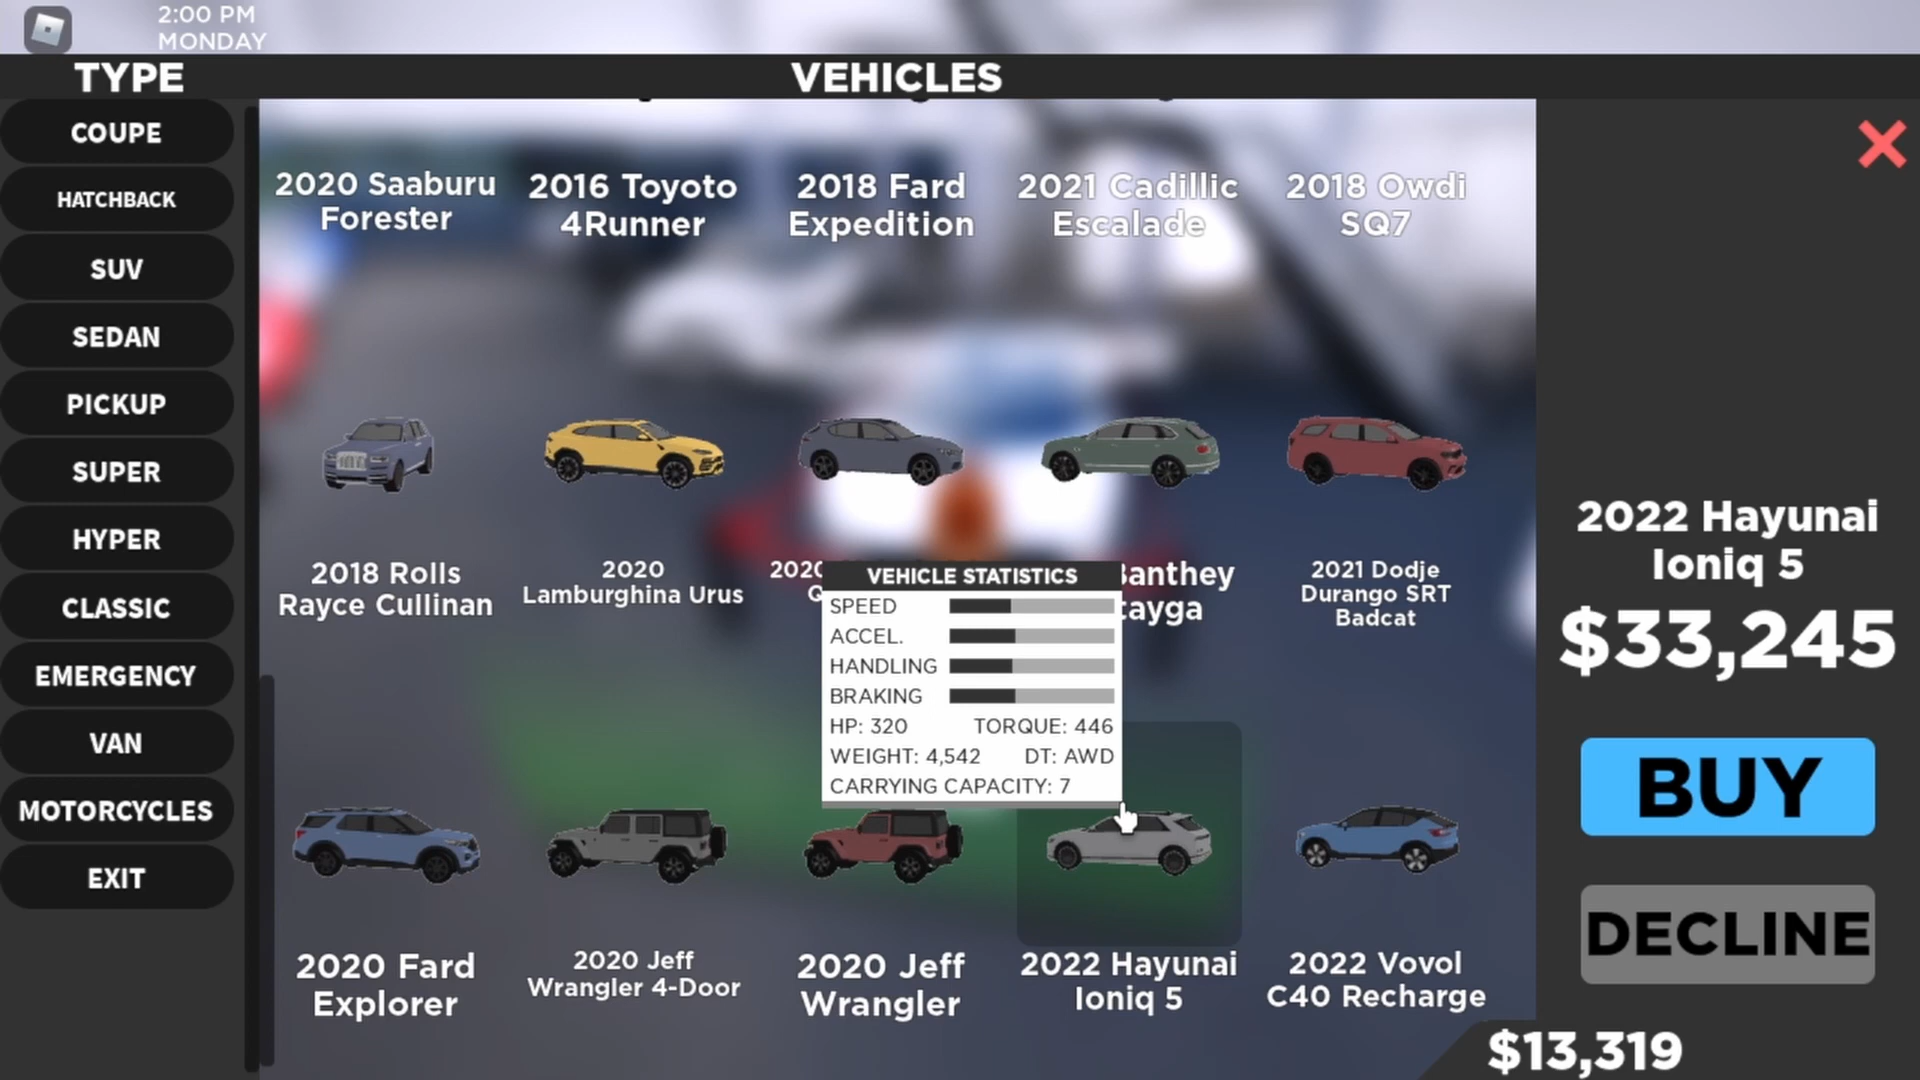 2:00 PM
MONDAY
TYPE
VEHICLES
COUPE
HATCHBACK
SUV
SEDAN
PICKUP
SUPER
HYPER
CLASSIC
EMERGENCY
VAN
MOTORCYCLES
EXIT
2020 Saaburu
Forester
2016 Toyoto
4Runner
2018 Fard
Expedition
2021 Cadillic
Escalade
2018 Owdi
SQ7
2018 Rolls
Rayce Cullinan
2020
Lamburghina Urus
2020
Banthey
tayga
2021 Dodje
Durango SRT
Badcat
VEHICLE STATISTICS
SPEED
ACCEL.
HANDLING
BRAKING
HP: 320 TORQUE: 446
WEIGHT: 4,542 DT: AWD
CARRYING CAPACITY: 7
2020 Fard
Explorer
2020 Jeff
Wrangler 4-Door
2020 Jeff
Wrangler
2022 Hayunai
Ioniq 5
2022 Vovol
C40 Recharge
2022 Hayunai
Ioniq 5
$33,245
BUY
DECLINE
$13,319